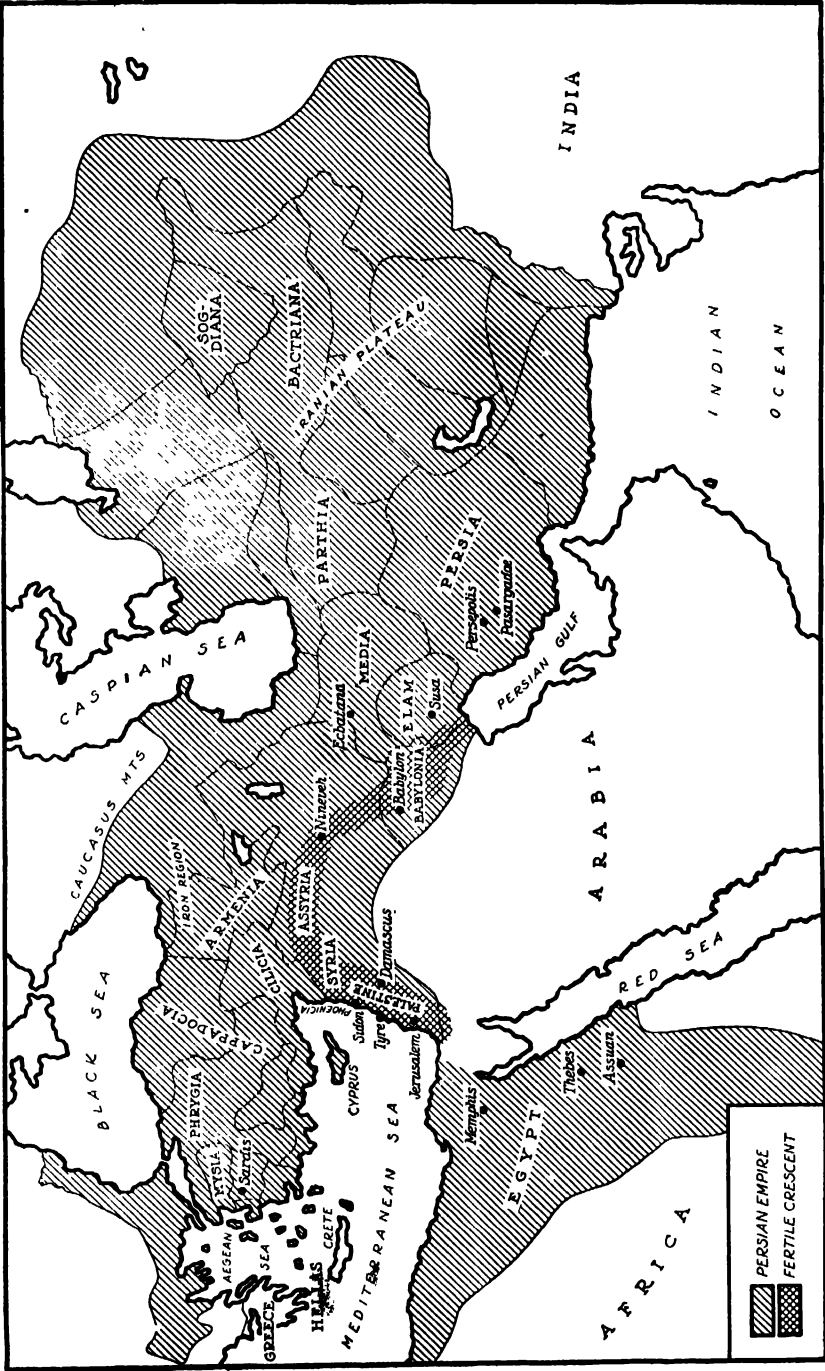 BLACK SEA
CAUCASUS MTS
CASPIAN SEA
AEGEAN
SEA
GREECE
HELLAS
CRETE
MEDITERRANEAN SEA
CYPRUS
MYSIA
Sardis
PHRYGIA
CAPPADOCIA
CILICIA
ARMENIA
IRON REGION
ASSYRIA
SYRIA
PHOENICIA
PALESTINE
Sidon
Tyre
Damascus
Jerusalem
Nineveh
Babylon
BABYLONIA
ELAM
Susa
Ecbatana
MEDIA
PARTHIA
PERSIA
Persepolis
Pasargadae
SOG-
DIANA
BACTRIANA
IRANIAN PLATEAU
INDIA
INDIAN
OCEAN
PERSIAN GULF
ARABIA
RED SEA
EGYPT
Memphis
Thebes
Assuan
AFRICA
PERSIAN EMPIRE
FERTILE CRESCENT